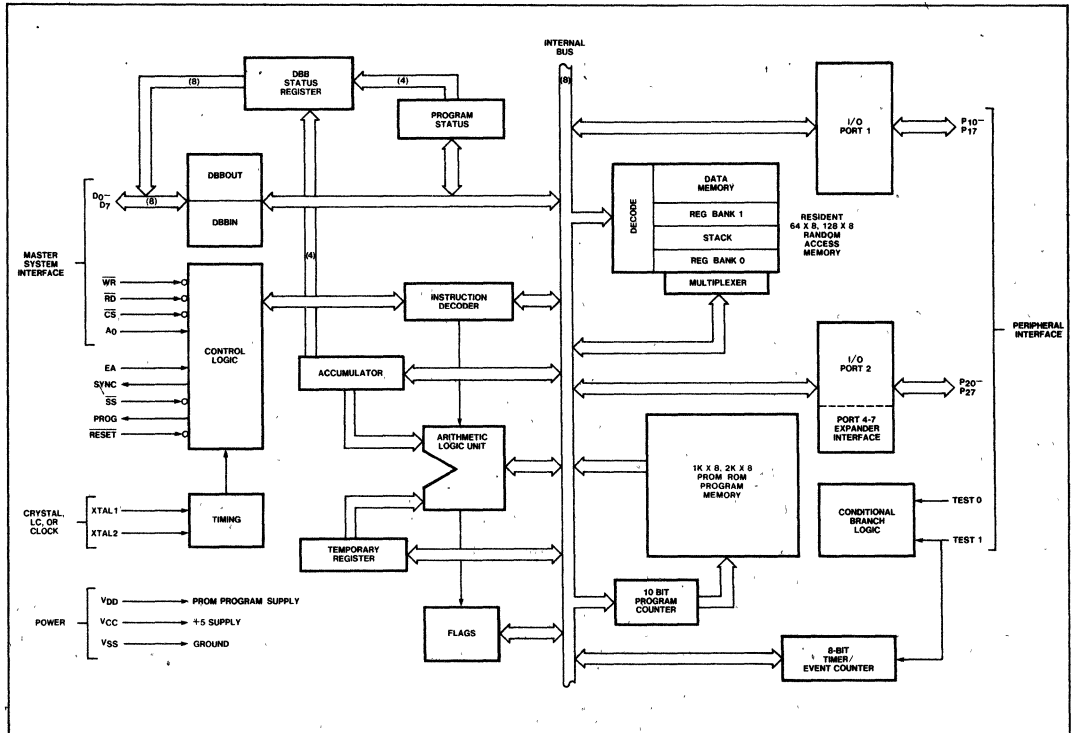 INTERNAL
BUS
(8)
DBB
STATUS
REGISTER
(8)
(4)
PROGRAM
STATUS
DBBOUT
DBBIN
D0–
D7
(8)
(4)
MASTER
SYSTEM
INTERFACE
WR
RD
CS
A0
EA
SYNC
SS
PROG
RESET
CONTROL
LOGIC
INSTRUCTION
DECODER
ACCUMULATOR
ARITHMETIC
LOGIC UNIT
TEMPORARY
REGISTER
FLAGS
CRYSTAL,
LC, OR
CLOCK
XTAL1
XTAL2
TIMING
POWER
VDD
PROM PROGRAM SUPPLY
VCC
+5 SUPPLY
VSS
GROUND
I/O
PORT 1
P10–
P17
DECODE
DATA
MEMORY
REG BANK 1
STACK
REG BANK 0
MULTIPLEXER
RESIDENT
64 X 8, 128 X 8
RANDOM
ACCESS
MEMORY
PERIPHERAL
INTERFACE
I/O
PORT 2
PORT 4-7
EXPANDER
INTERFACE
P20–
P27
1K X 8, 2K X 8
PROM ROM
PROGRAM
MEMORY
CONDITIONAL
BRANCH
LOGIC
TEST 0
TEST 1
10 BIT
PROGRAM
COUNTER
8-BIT
TIMER/
EVENT COUNTER